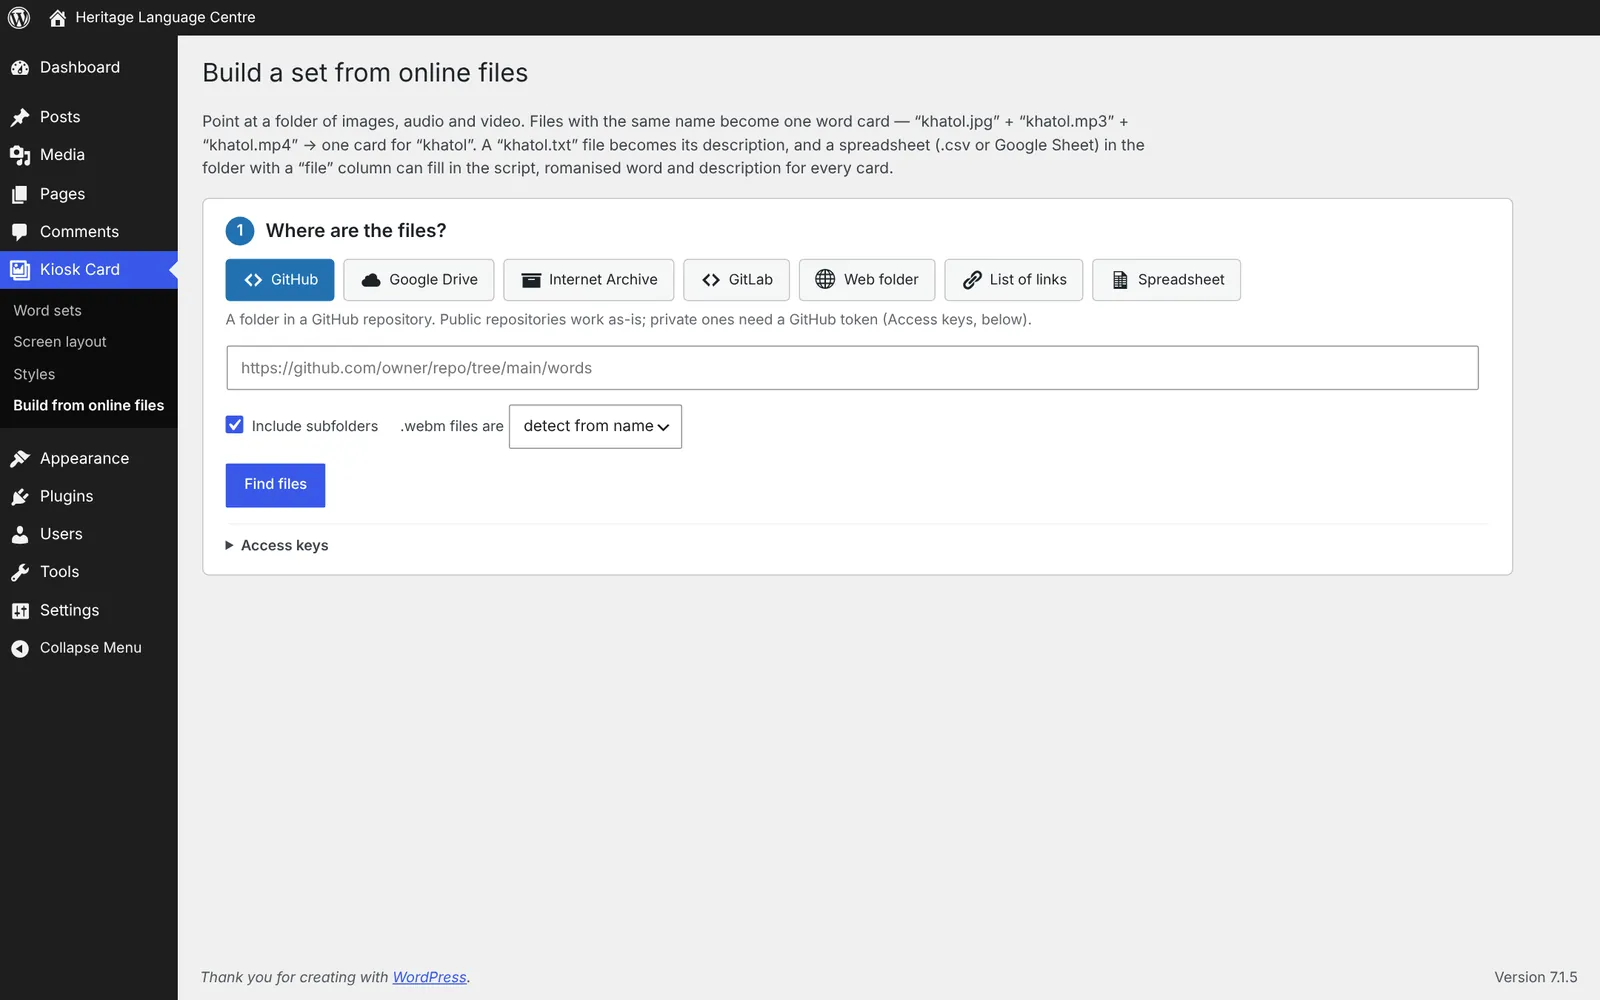 Heritage Language Centre
Dashboard
Posts
Media
Pages
Comments
Kiosk Card
Word sets
Screen layout
Styles
Build from online files
Appearance
Plugins
Users
Tools
Settings
Collapse Menu
Build a set from online files
Point at a folder of images, audio and video. Files with the same name become one word card — “khatol.jpg” + “khatol.mp3” +
“khatol.mp4” → one card for “khatol”. A “khatol.txt” file becomes its description, and a spreadsheet (.csv or Google Sheet) in the
folder with a “file” column can fill in the script, romanised word and description for every card.
1 Where are the files?
GitHub Google Drive Internet Archive GitLab Web folder List of links Spreadsheet
A folder in a GitHub repository. Public repositories work as-is; private ones need a GitHub token (Access keys, below).
https://github.com/owner/repo/tree/main/words
Include subfolders .webm files are detect from name
Find files
Access keys
Thank you for creating with WordPress.
Version 7.1.5